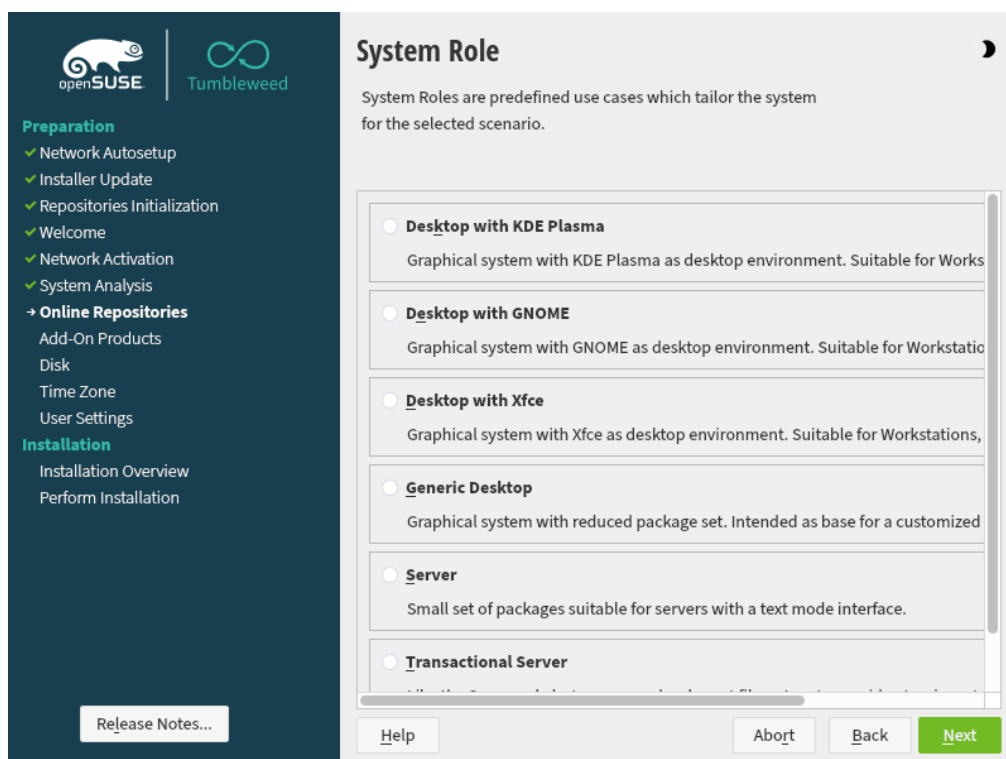 openSUSE
Tumbleweed
Preparation
Network Autosetup
Installer Update
Repositories Initialization
Welcome
Network Activation
System Analysis
Online Repositories
Add-On Products
Disk
Time Zone
User Settings
Installation
Installation Overview
Perform Installation
Release Notes...
System Role
System Roles are predefined use cases which tailor the system
for the selected scenario.
Desktop with KDE Plasma
Graphical system with KDE Plasma as desktop environment. Suitable for Works
Desktop with GNOME
Graphical system with GNOME as desktop environment. Suitable for Workstatio
Desktop with Xfce
Graphical system with Xfce as desktop environment. Suitable for Workstations,
Generic Desktop
Graphical system with reduced package set. Intended as base for a customized
Server
Small set of packages suitable for servers with a text mode interface.
Transactional Server
Help
Abort
Back
Next